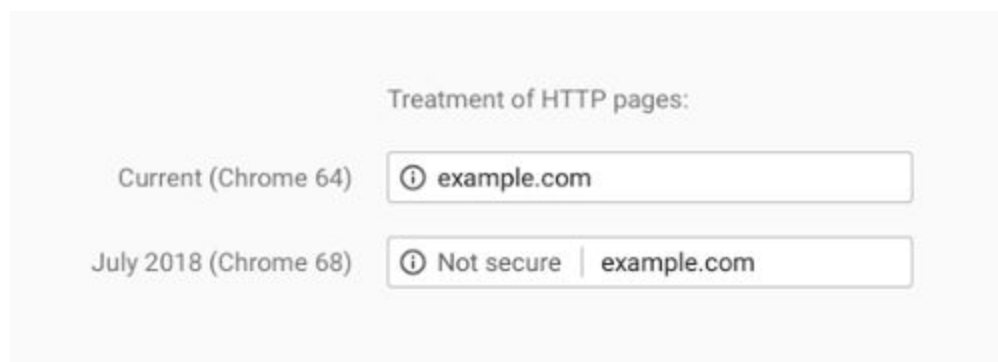 Treatment of HTTP pages:
Current (Chrome 64) example.com
July 2018 (Chrome 68) Not secure example.com